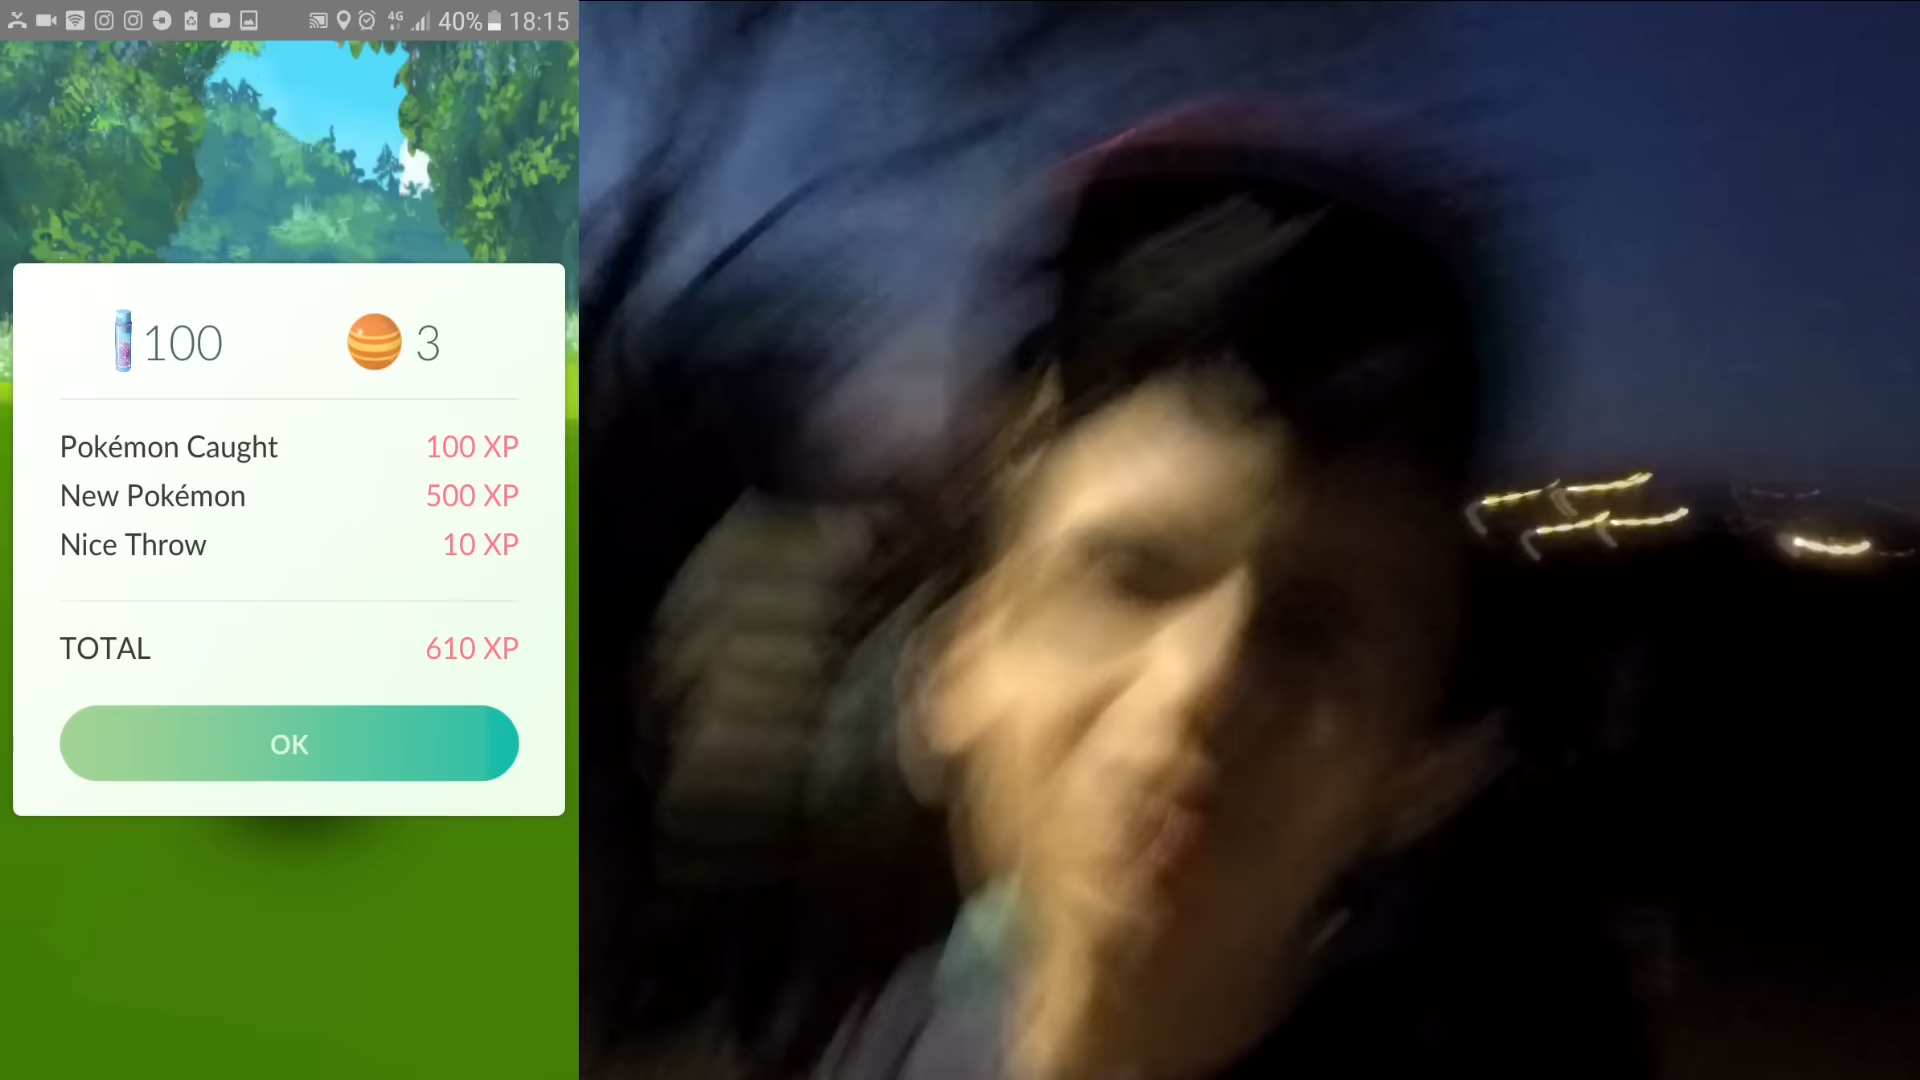 4G 40% 18:15
100 3
Pokémon Caught 100 XP
New Pokémon 500 XP
Nice Throw 10 XP
TOTAL 610 XP
OK